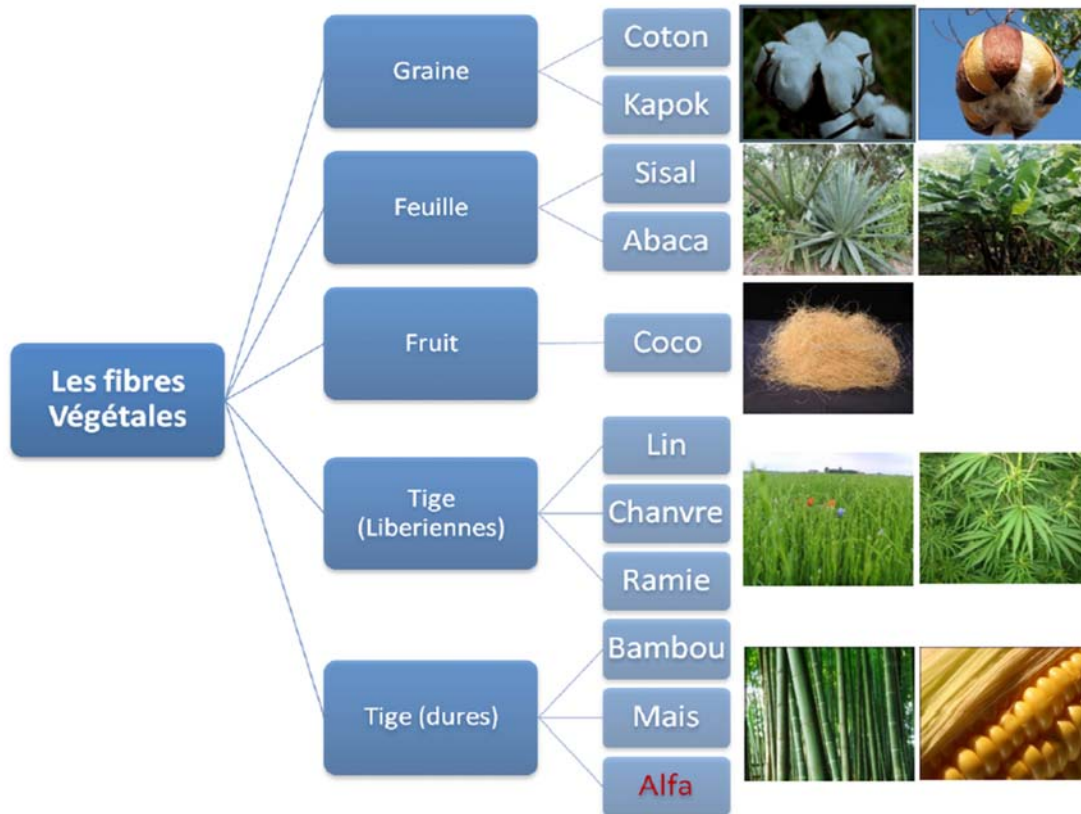 Les fibres
Végétales
Graine
Coton
Kapok
Feuille
Sisal
Abaca
Fruit
Coco
Tige
(Liberiennes)
Lin
Chanvre
Ramie
Tige (dures)
Bambou
Mais
Alfa